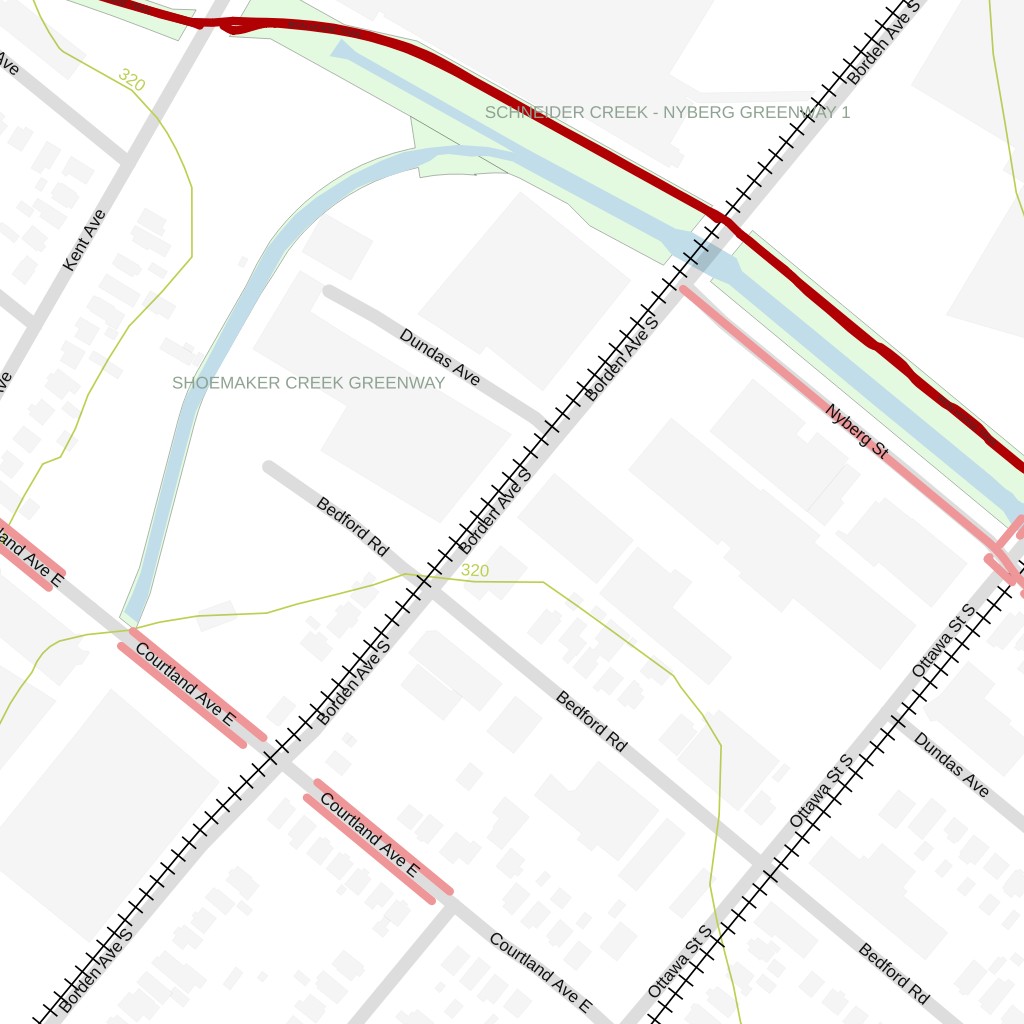 Borden Ave S
Ave
320
SCHNEIDER CREEK - NYBERG GREENWAY 1
Kent Ave
Dundas Ave
Borden Ave S
SHOEMAKER CREEK GREENWAY
Nyberg St
Borden Ave S
Bedford Rd
land Ave E
320
Ottawa St S
Courtland Ave E
Borden Ave S
Bedford Rd
Dundas Ave
Ottawa St S
Courtland Ave E
Borden Ave S
Courtland Ave E
Ottawa St S
Bedford Rd